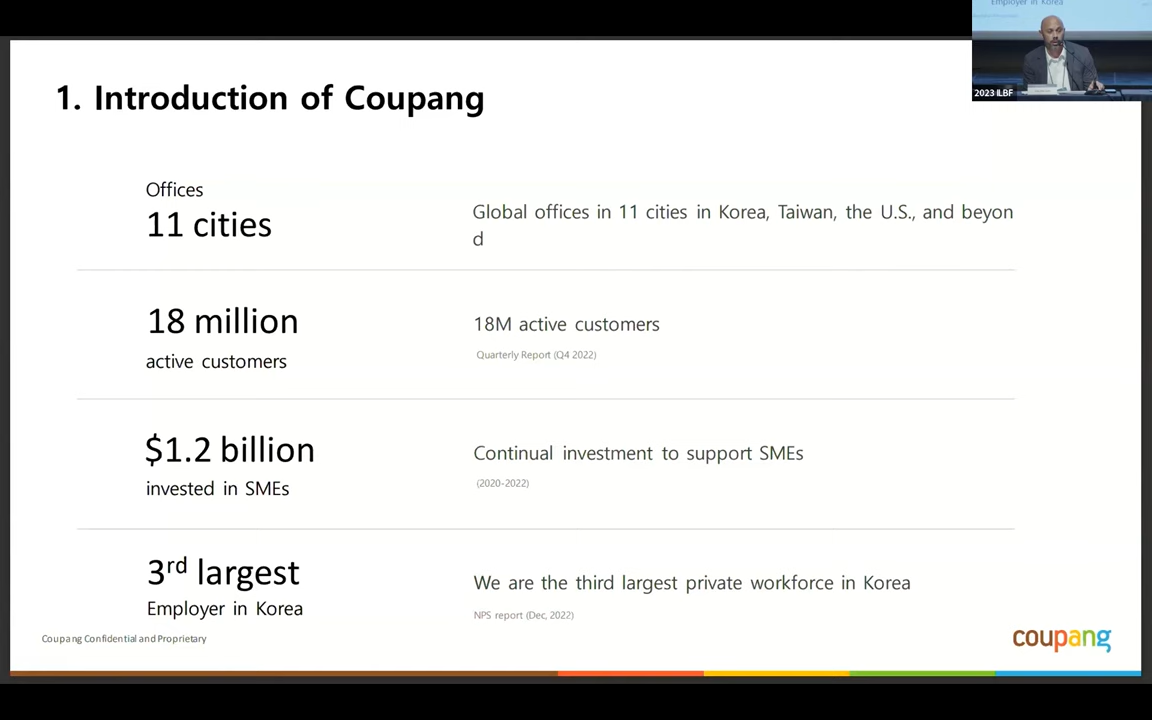 Employer in Korea
2023 ILBF
1. Introduction of Coupang
Offices
11 cities
Global offices in 11 cities in Korea, Taiwan, the U.S., and beyon
d
18 million
active customers
18M active customers
Quarterly Report (Q4 2022)
$1.2 billion
invested in SMEs
Continual investment to support SMEs
(2020-2022)
3rd largest
Employer in Korea
We are the third largest private workforce in Korea
NPS report (Dec, 2022)
Coupang Confidential and Proprietary
coupang